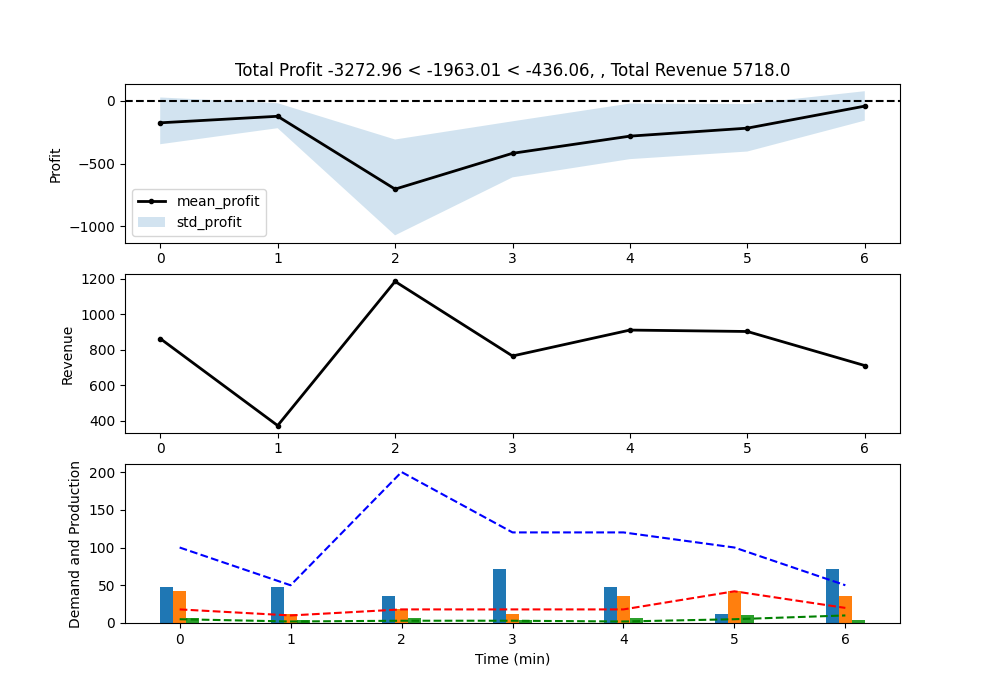 Total Profit -3272.96 < -1963.01 < -436.06, , Total Revenue 5718.0
Profit
0
−500
−1000
mean_profit
std_profit
0 1 2 3 4 5 6
Revenue
1200
1000
800
600
400
0 1 2 3 4 5 6
Demand and Production
200
150
100
50
0
0 1 2 3 4 5 6
Time (min)